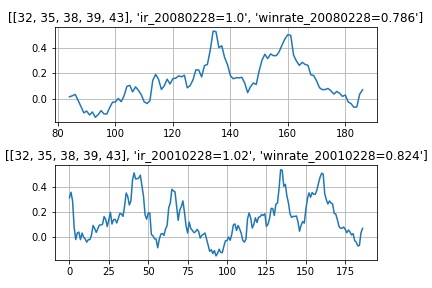 [[32, 35, 38, 39, 43], 'ir_20080228=1.0', 'winrate_20080228=0.786']
0.4
0.2
0.0
80 100 120 140 160 180
[[32, 35, 38, 39, 43], 'ir_20010228=1.02', 'winrate_20010228=0.824']
0.4
0.2
0.0
0 25 50 75 100 125 150 175